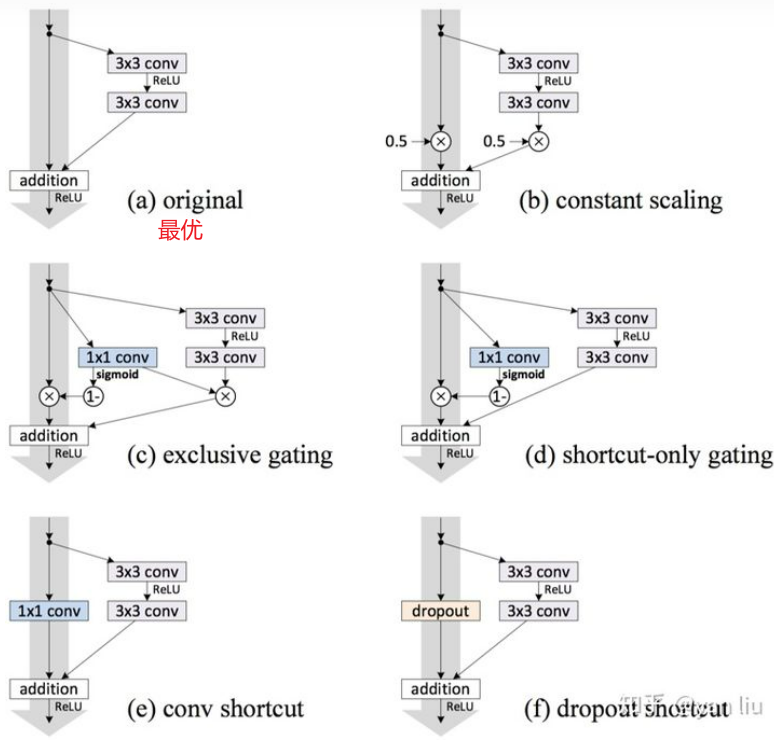 3x3 conv
ReLU
3x3 conv
addition
ReLU
(a) original
最优
3x3 conv
ReLU
3x3 conv
0.5
×
0.5
×
addition
ReLU
(b) constant scaling
3x3 conv
ReLU
1x1 conv
3x3 conv
sigmoid
×
1-
×
addition
ReLU
(c) exclusive gating
3x3 conv
ReLU
1x1 conv
3x3 conv
sigmoid
×
1-
addition
ReLU
(d) shortcut-only gating
3x3 conv
ReLU
1x1 conv
3x3 conv
addition
ReLU
(e) conv shortcut
3x3 conv
ReLU
dropout
3x3 conv
addition
ReLU
(f) dropout shortcut
知乎 @yan liu